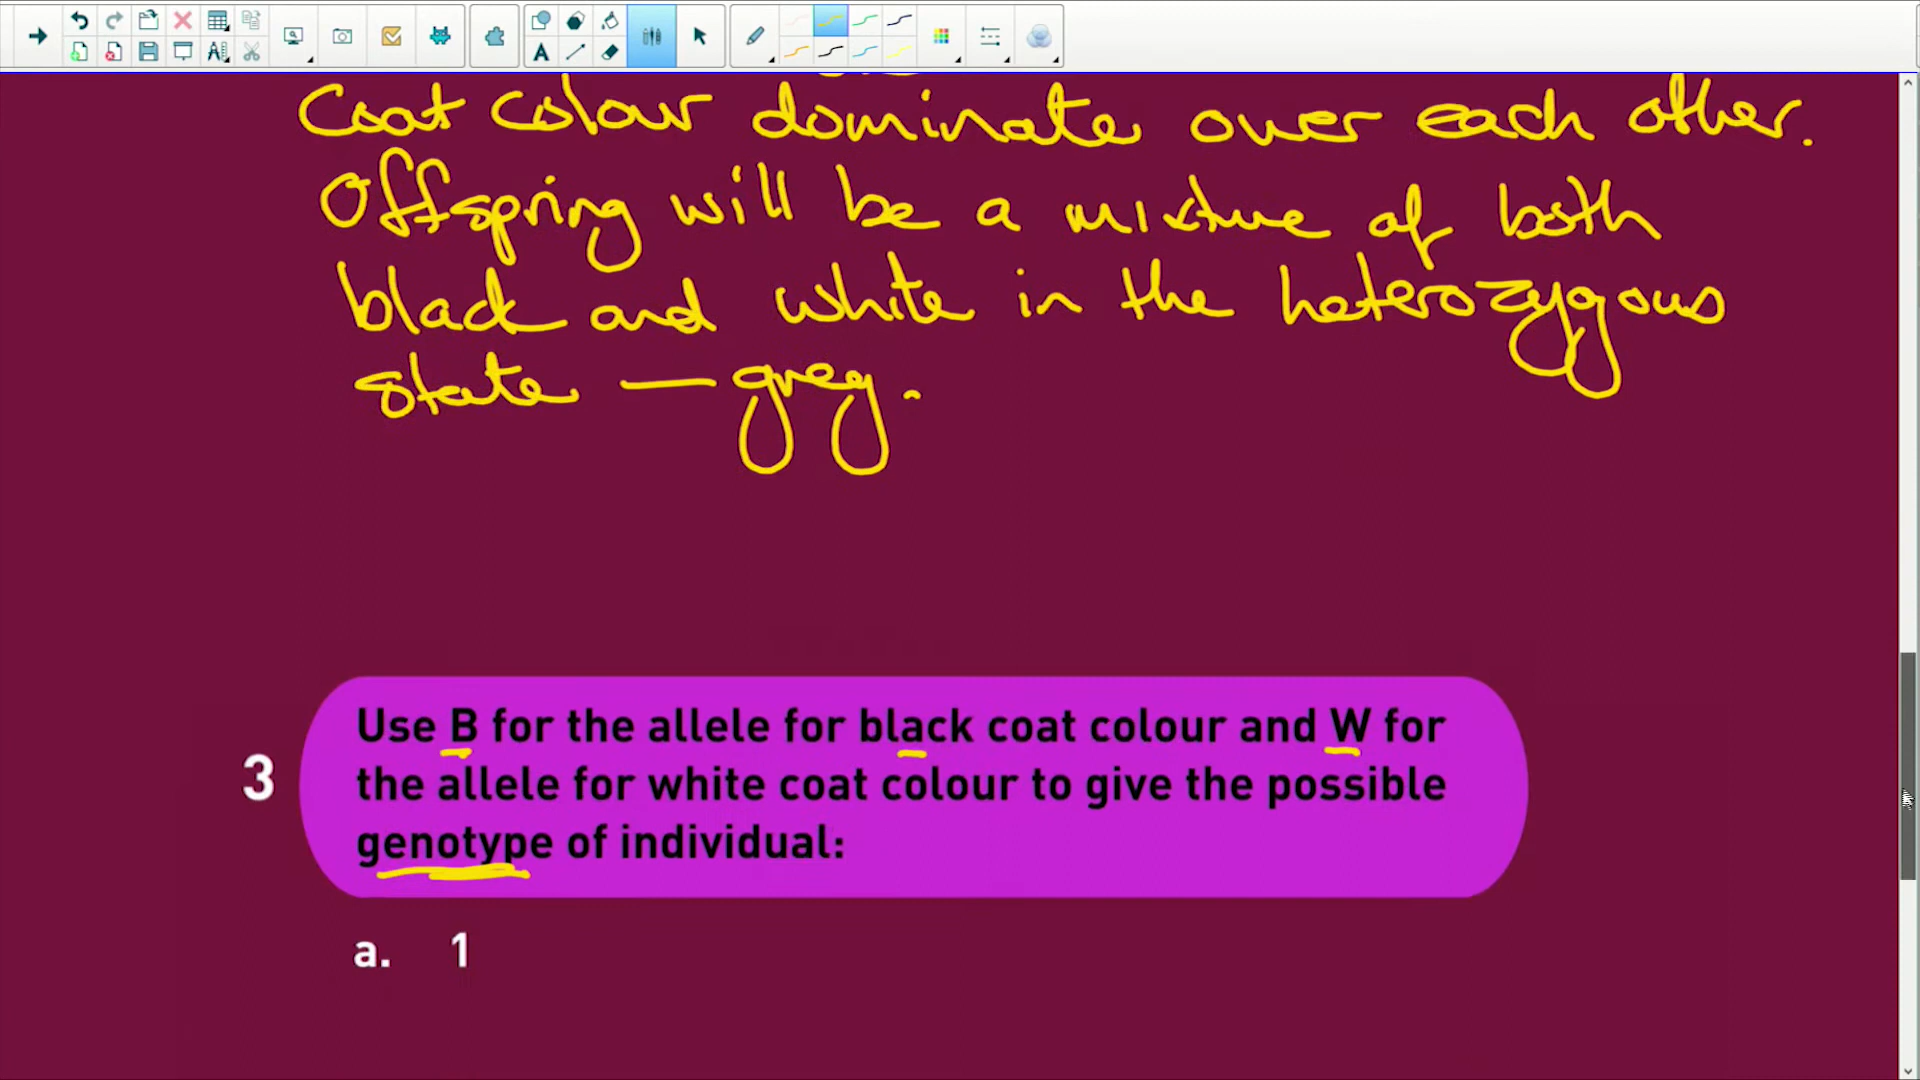 Coat colour dominate over each other.
Offspring will be a mixture of both
black and white in the heterozygous
state — grey.
3
Use B for the allele for black coat colour and W for
the allele for white coat colour to give the possible
genotype of individual:
a. 1